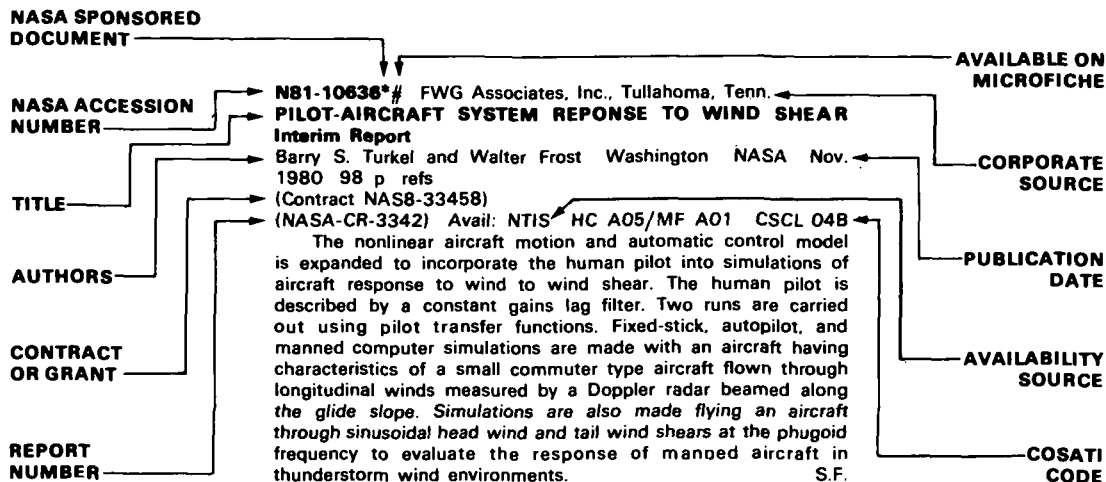 NASA SPONSORED
DOCUMENT
AVAILABLE ON
MICROFICHE
NASA ACCESSION
NUMBER
N81-10636*# FWG Associates, Inc., Tullahoma, Tenn.
PILOT-AIRCRAFT SYSTEM REPONSE TO WIND SHEAR
Interim Report
Barry S. Turkel and Walter Frost Washington NASA Nov.
1980 98 p refs
CORPORATE
SOURCE
TITLE
(Contract NAS8-33458)
(NASA-CR-3342) Avail: NTIS HC A05/MF A01 CSCL 04B
The nonlinear aircraft motion and automatic control model
is expanded to incorporate the human pilot into simulations of
aircraft response to wind to wind shear. The human pilot is
described by a constant gains lag filter. Two runs are carried
out using pilot transfer functions. Fixed-stick, autopilot, and
manned computer simulations are made with an aircraft having
characteristics of a small commuter type aircraft flown through
longitudinal winds measured by a Doppler radar beamed along
the glide slope. Simulations are also made flying an aircraft
through sinusoidal head wind and tail wind shears at the phugoid
frequency to evaluate the response of manned aircraft in
thunderstorm wind environments. S.F.
AUTHORS
PUBLICATION
DATE
CONTRACT
OR GRANT
AVAILABILITY
SOURCE
REPORT
NUMBER
COSATI
CODE